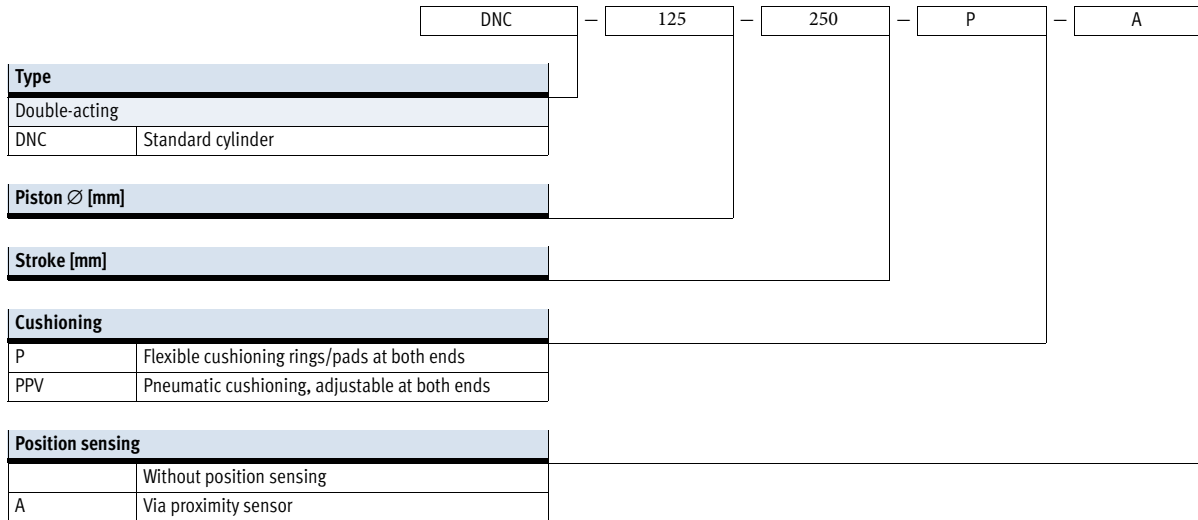 DNC – 125 – 250 – P – A
Type
Double-acting
DNC Standard cylinder
Piston ∅ [mm]
Stroke [mm]
Cushioning
P Flexible cushioning rings/pads at both ends
PPV Pneumatic cushioning, adjustable at both ends
Position sensing
Without position sensing
A Via proximity sensor